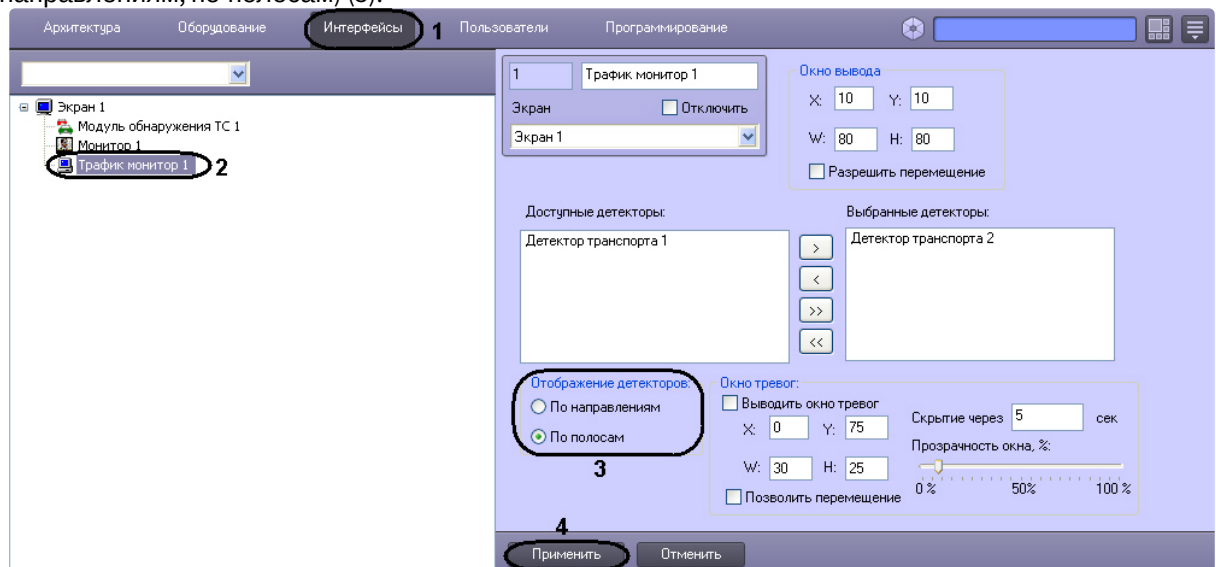 направлениям, по полосам) (3).
Архитектура Оборудование Интерфейсы 1 Пользователи Программирование
1 Трафик монитор 1
Экран Отключить
Экран 1
Окно вывода
X: 10 Y: 10
W: 80 H: 80
Разрешить перемещение
Экран 1
Модуль обнаружения ТС 1
Монитор 1
Трафик монитор 1 2
Доступные детекторы: Выбранные детекторы:
Детектор транспорта 1 > Детектор транспорта 2
<
>>
<<
Отображение детекторов:
По направлениям
По полосам
3
Окно тревог:
Выводить окно тревог
X: 0 Y: 75
W: 30 H: 25
Позволить перемещение
Скрытие через 5 сек
Прозрачность окна, %:
0 % 50% 100 %
4
Применить Отменить